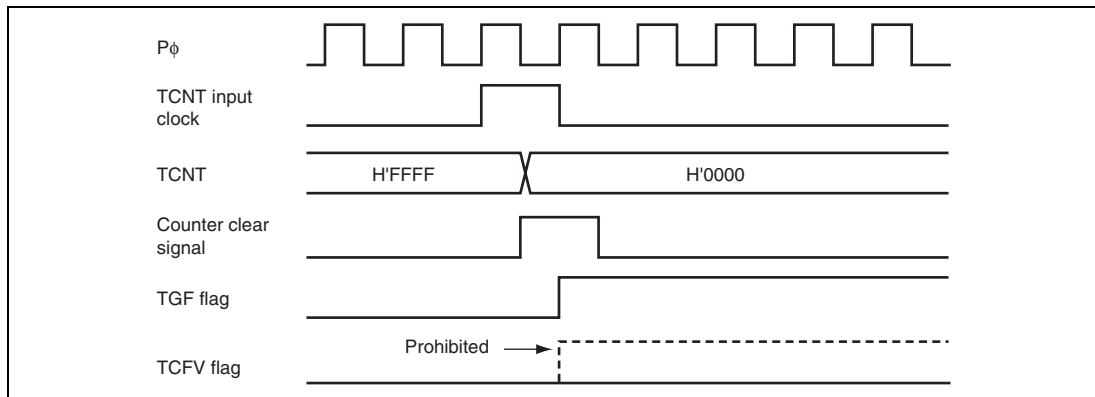 Pφ
TCNT input
clock
TCNT
H'FFFF
H'0000
Counter clear
signal
TGF flag
Prohibited
TCFV flag